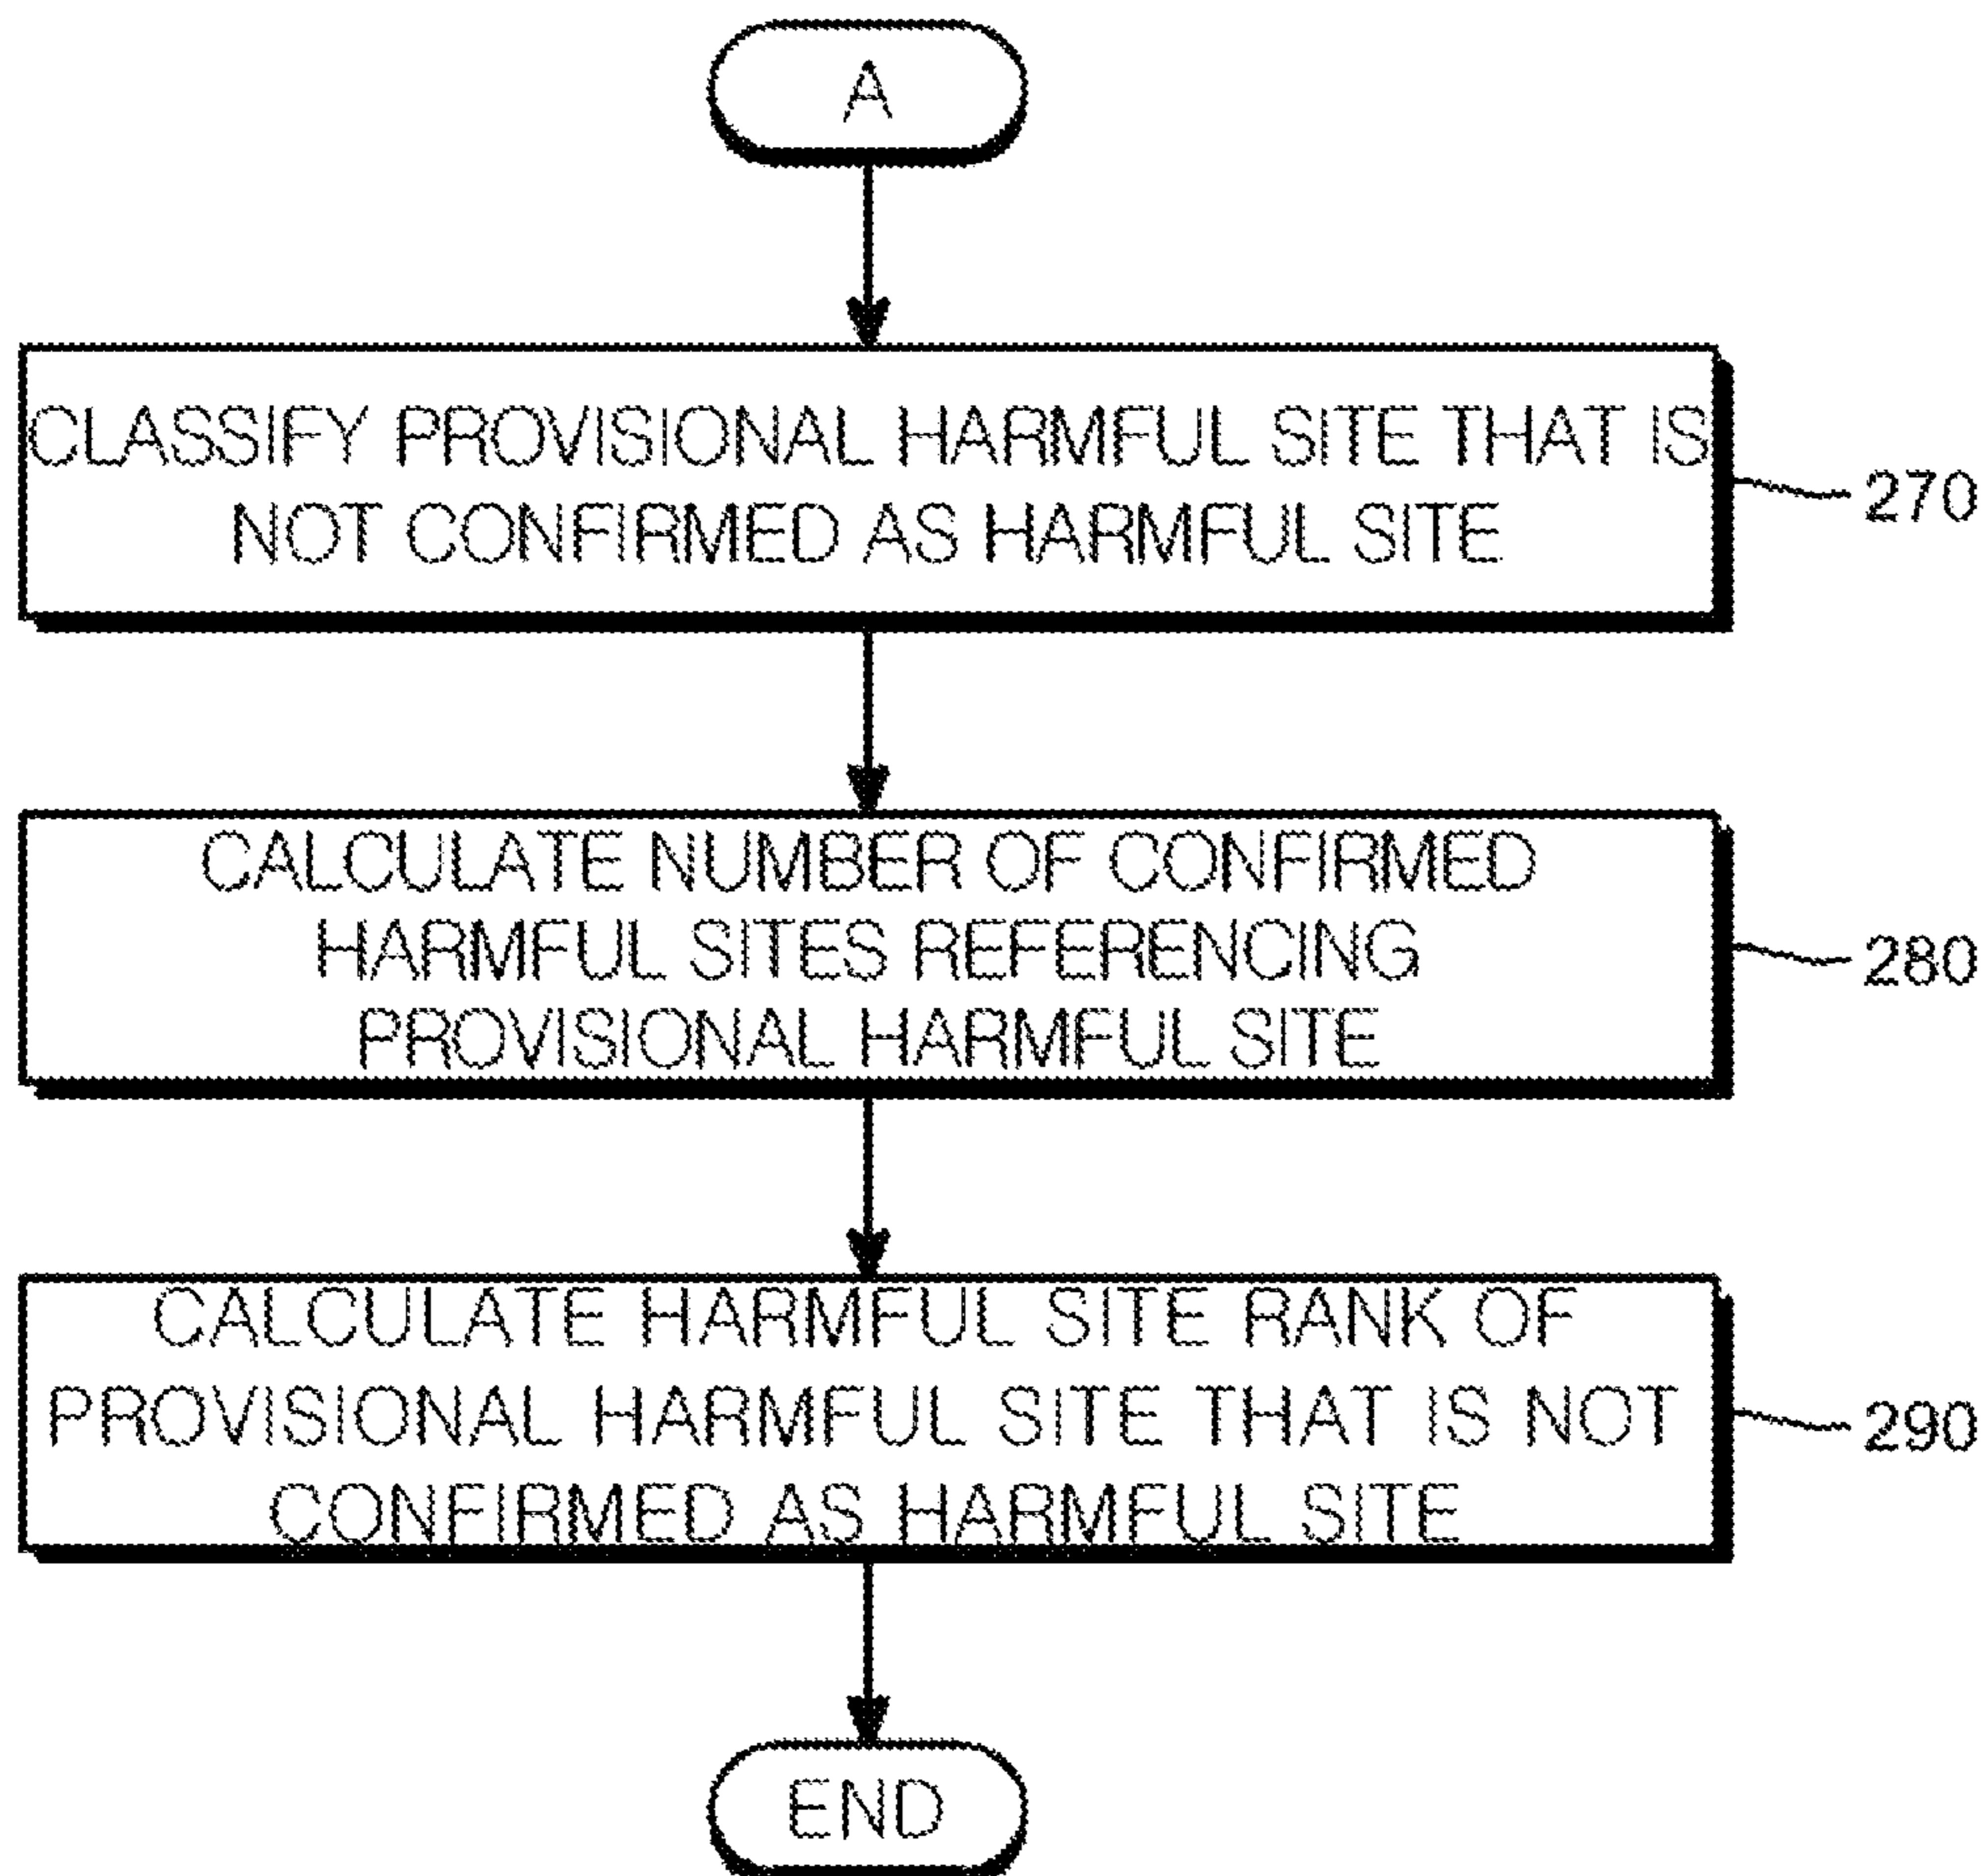 A
CLASSIFY PROVISIONAL HARMFUL SITE THAT IS
NOT CONFIRMED AS HARMFUL SITE
270
CALCULATE NUMBER OF CONFIRMED
HARMFUL SITES REFERENCING
PROVISIONAL HARMFUL SITE
280
CALCULATE HARMFUL SITE RANK OF
PROVISIONAL HARMFUL SITE THAT IS NOT
CONFIRMED AS HARMFUL SITE
290
END